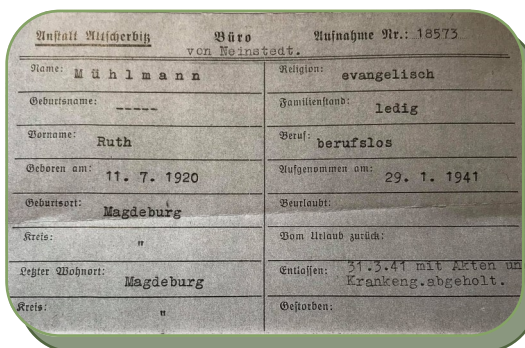 Anstalt Altscherbitz Büro Aufnahme Nr.: 18573
von Neinstedt.
Name: Mühlmann
Religion: evangelisch
Geburtsname: -----
Familienstand: ledig
Vorname: Ruth
Beruf: berufslos
Geboren am: 11. 7. 1920
Aufgenommen am: 29. 1. 1941
Geburtsort: Magdeburg
Beurlaubt:
Kreis: "
Vom Urlaub zurück:
Letzter Wohnort: Magdeburg
Entlassen: 31.3.41 mit Akten un
Krankeng.abgeholt.
Kreis: "
Gestorben: